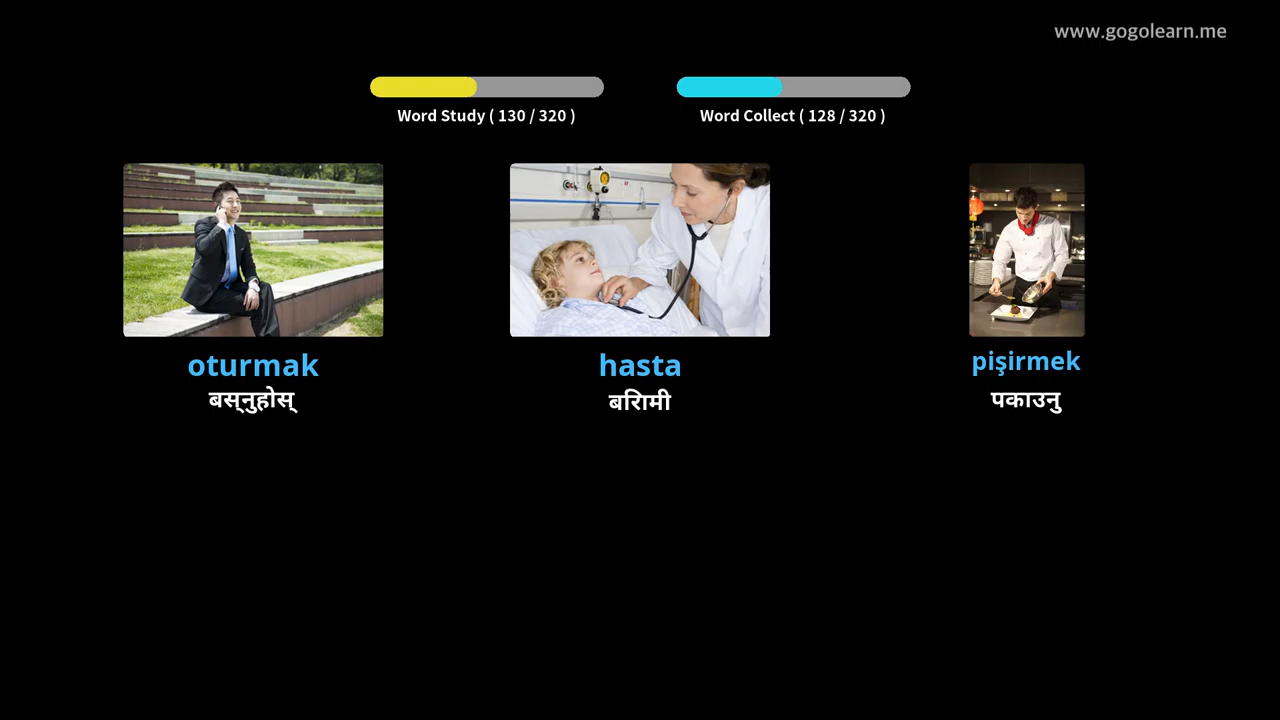 www.gogolearn.me
Word Study ( 130 / 320 )
Word Collect ( 128 / 320 )
oturmak
hasta
pişirmek
बस्नुहोस्
बिरामी
पकाउनु